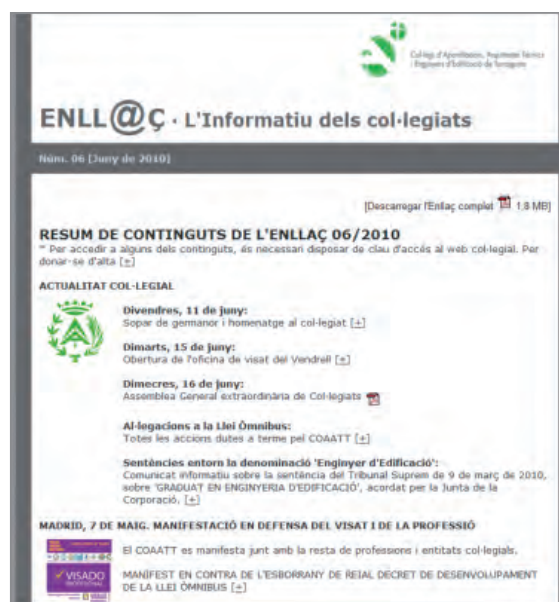 Col·legi d'Aparelladors, Arquitectes Tècnics
i Enginyers d'Edificació de Tarragona
ENLL@Ç · L'Informatiu dels col·legiats
Núm. 06 [Juny de 2010]
[Descarregar l'Enllaç complet 1,8 MB]
RESUM DE CONTINGUTS DE L'ENLLAÇ 06/2010
* Per accedir a alguns dels continguts, és necessari disposar de clau d'accés al web col·legial. Per
donar-se d'alta [+]
ACTUALITAT COL·LEGIAL
Divendres, 11 de juny:
Sopar de germanor i homenatge al col·legiat [+]
Dimarts, 15 de juny:
Obertura de l'oficina de visat del Vendrell [+]
Dimecres, 16 de juny:
Assemblea General extraordinària de Col·legiats
Al·legacions a la Llei Òmnibus:
Totes les accions dutes a terme pel COAATT [+]
Sentències entorn la denominació 'Enginyer d'Edificació':
Comunicat informatiu sobre la sentència del Tribunal Suprem de 9 de març de 2010,
sobre 'GRADUAT EN ENGINYERIA D'EDIFICACIÓ', acordat per la Junta de la
Corporació. [+]
MADRID, 7 DE MAIG. MANIFESTACIÓ EN DEFENSA DEL VISAT I DE LA PROFESSIÓ
El COAATT es manifesta junt amb la resta de professions i entitats col·legials.
VISADO
MANIFEST EN CONTRA DE L'ESBORRANY DE REIAL DECRET DE DESENVOLUPAMENT
DE LA LLEI ÒMNIBUS [+]